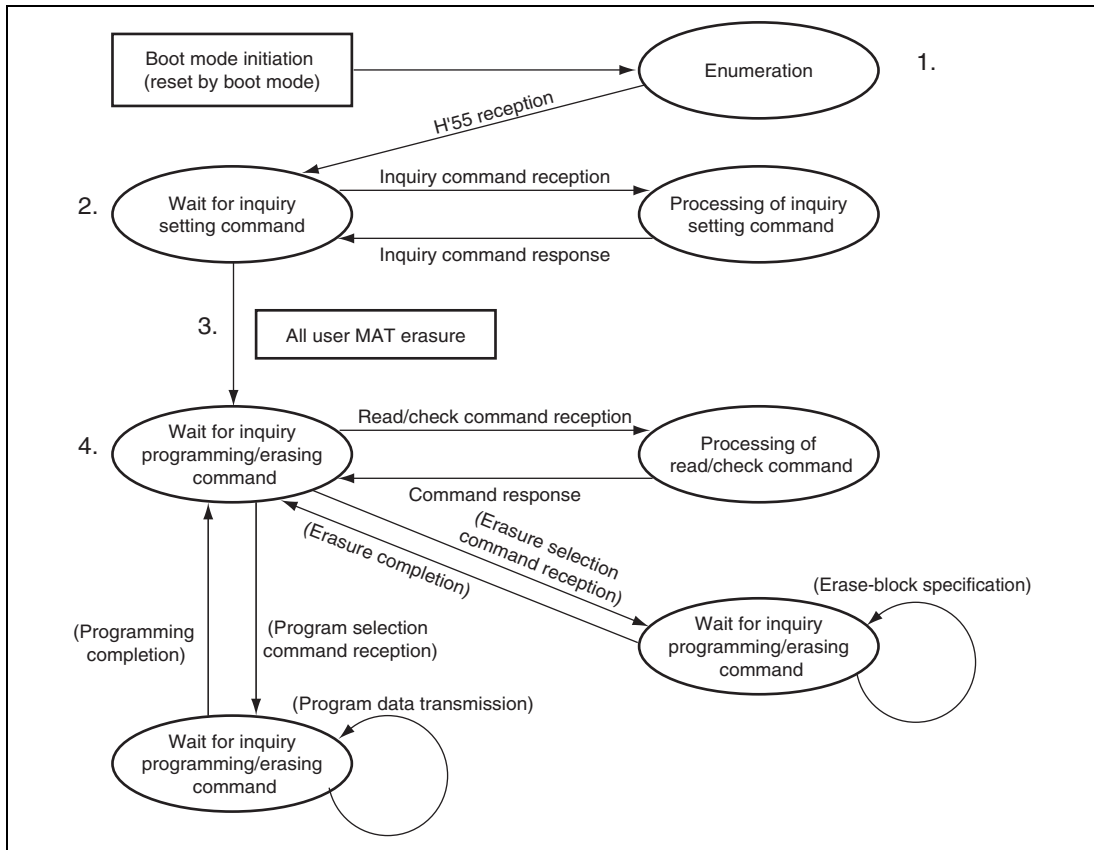 Boot mode initiation
(reset by boot mode)
Enumeration
1.
H'55 reception
2.
Wait for inquiry
setting command
Inquiry command reception
Processing of inquiry
setting command
Inquiry command response
3.
All user MAT erasure
4.
Wait for inquiry
programming/erasing
command
Read/check command reception
Processing of
read/check command
Command response
(Erasure selection
command reception)
(Erasure completion)
(Erase-block specification)
Wait for inquiry
programming/erasing
command
(Programming
completion)
(Program selection
command reception)
(Program data transmission)
Wait for inquiry
programming/erasing
command